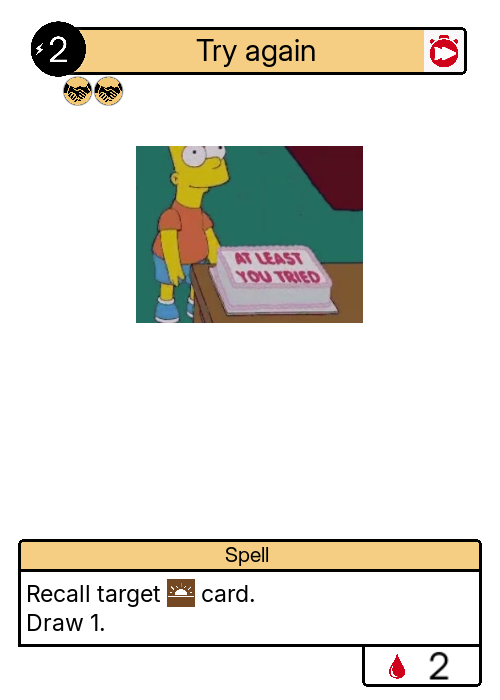 2
Try again
AT LEAST
YOU TRIED
Spell
Recall target card.
Draw 1.
2